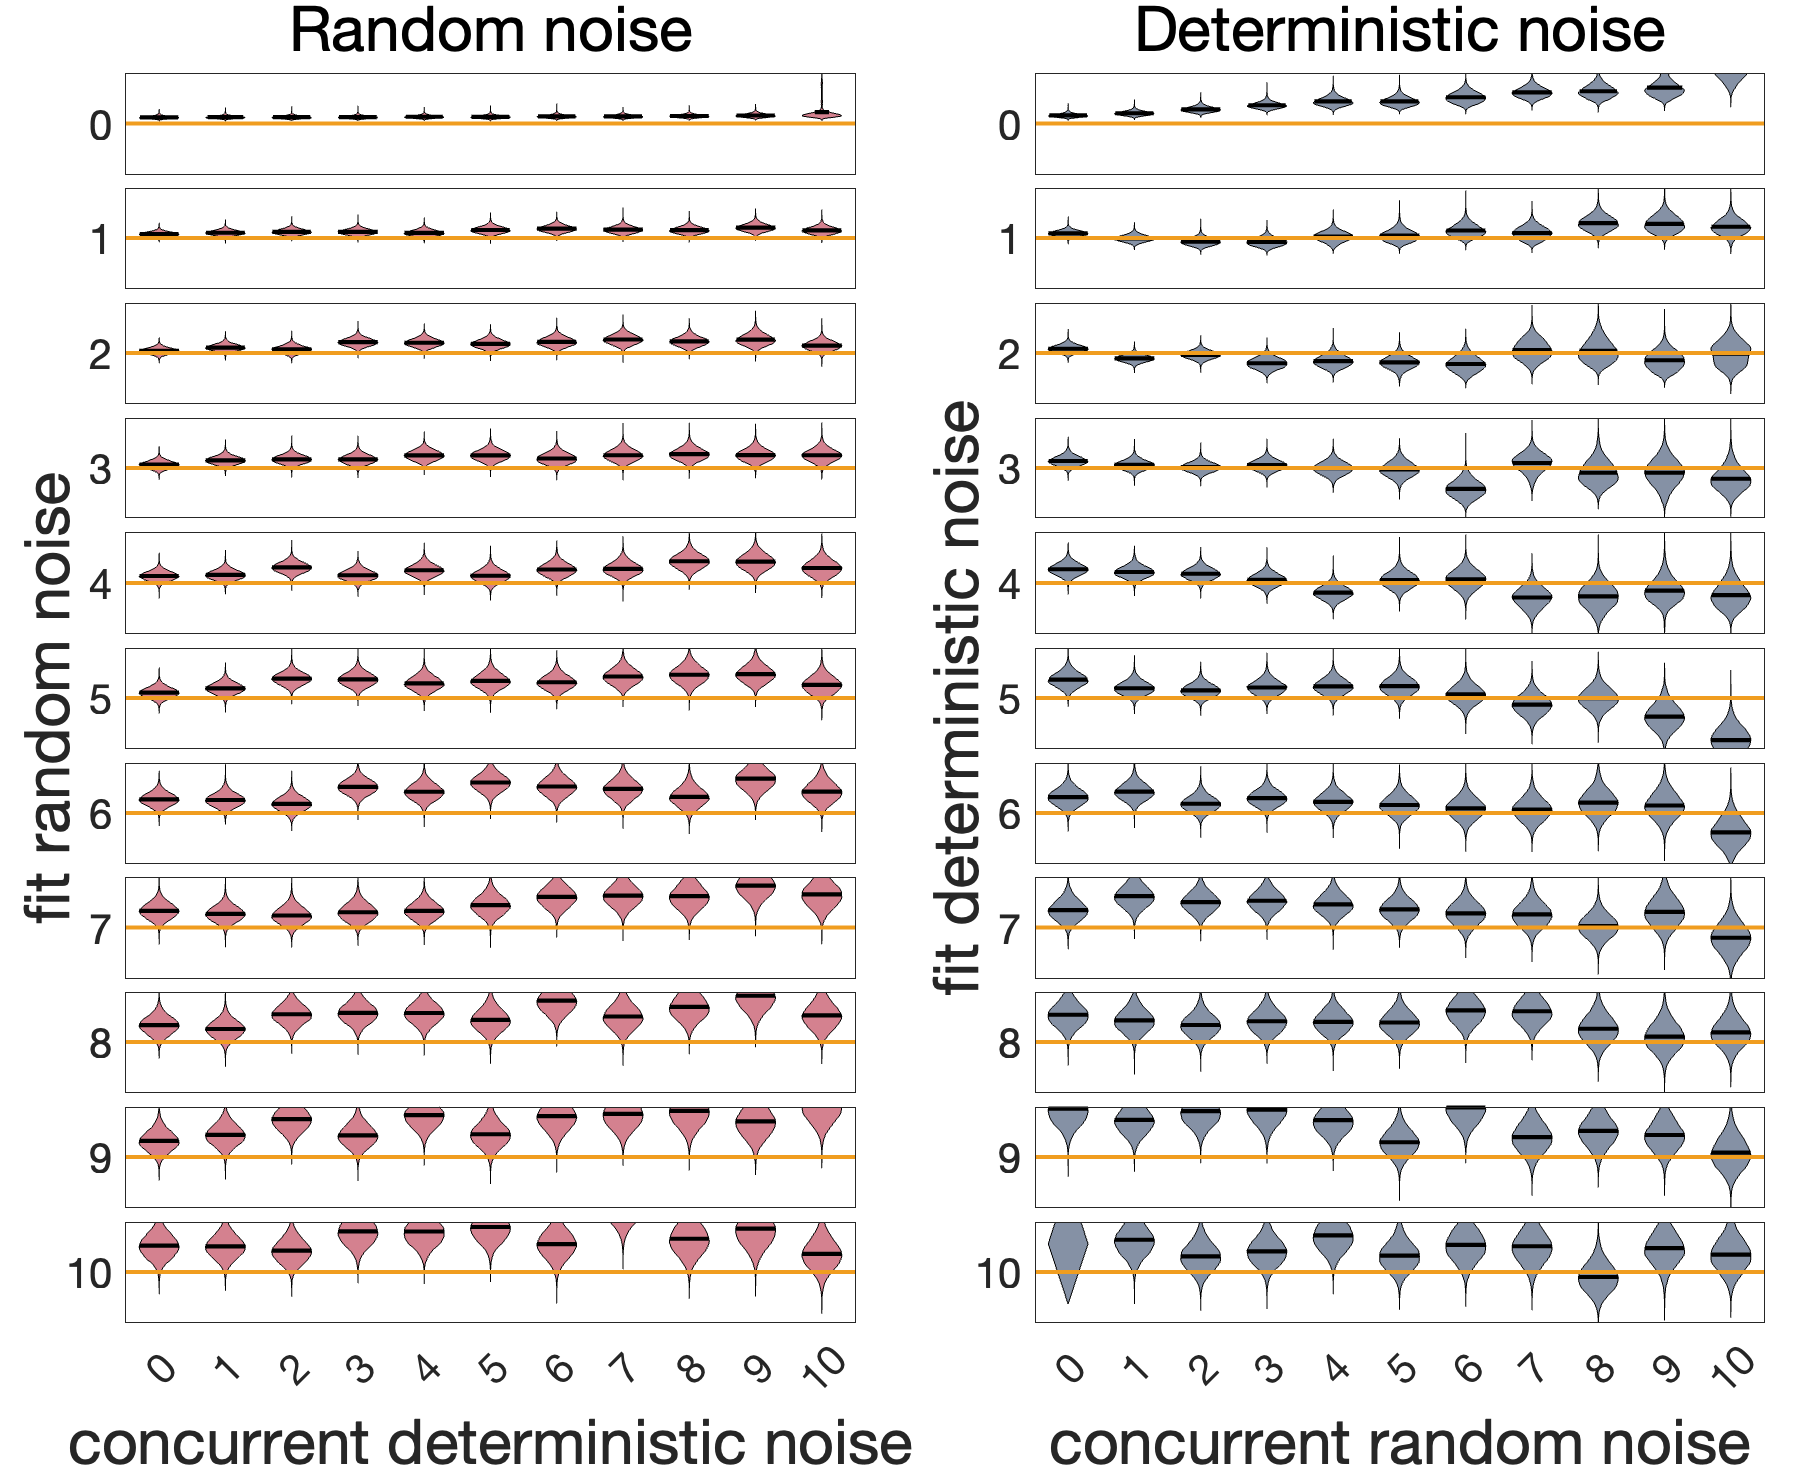 Random noise
fit random noise
0
1
2
3
4
5
6
7
8
9
10
0 1 2 3 4 5 6 7 8 9 10
concurrent deterministic noise
Deterministic noise
fit deterministic noise
0
1
2
3
4
5
6
7
8
9
10
0 1 2 3 4 5 6 7 8 9 10
concurrent random noise